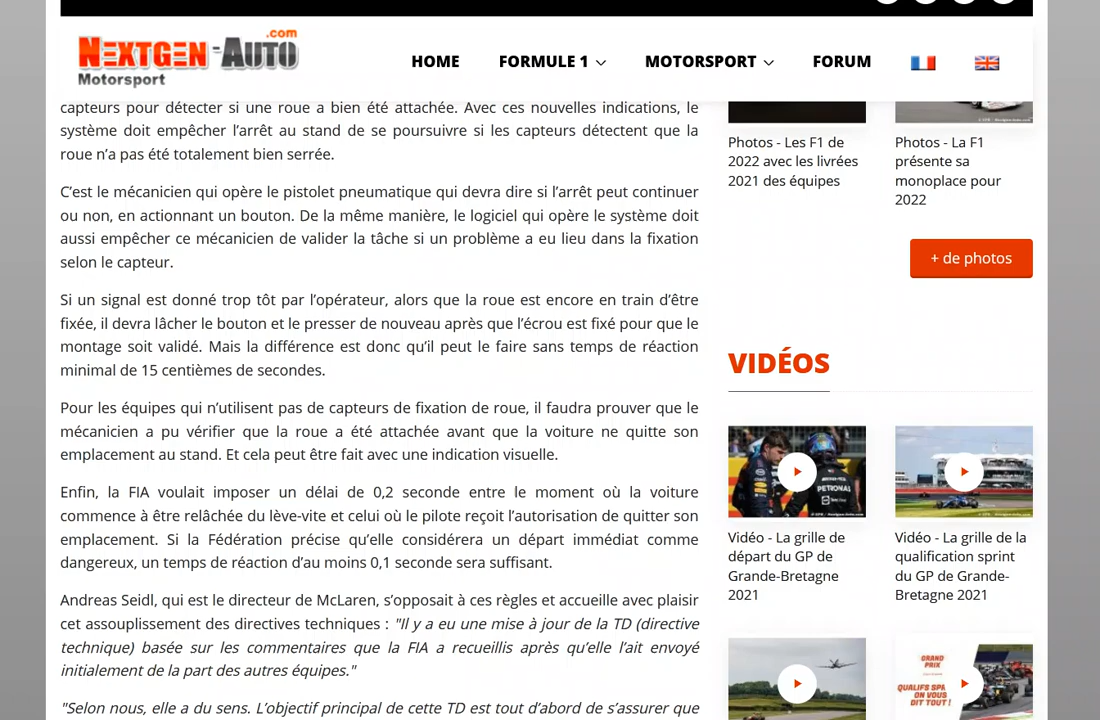 NEXTGEN-AUTO
.com
Motorsport
HOME
FORMULE 1
MOTORSPORT
FORUM
capteurs pour détecter si une roue a bien été attachée. Avec ces nouvelles indications, le
système doit empêcher l’arrêt au stand de se poursuivre si les capteurs détectent que la
roue n’a pas été totalement bien serrée.
C’est le mécanicien qui opère le pistolet pneumatique qui devra dire si l’arrêt peut continuer
ou non, en actionnant un bouton. De la même manière, le logiciel qui opère le système doit
aussi empêcher ce mécanicien de valider la tâche si un problème a eu lieu dans la fixation
selon le capteur.
Si un signal est donné trop tôt par l’opérateur, alors que la roue est encore en train d’être
fixée, il devra lâcher le bouton et le presser de nouveau après que l’écrou est fixé pour que le
montage soit validé. Mais la différence est donc qu’il peut le faire sans temps de réaction
minimal de 15 centièmes de secondes.
Pour les équipes qui n’utilisent pas de capteurs de fixation de roue, il faudra prouver que le
mécanicien a pu vérifier que la roue a été attachée avant que la voiture ne quitte son
emplacement au stand. Et cela peut être fait avec une indication visuelle.
Enfin, la FIA voulait imposer un délai de 0,2 seconde entre le moment où la voiture
commence à être relâchée du lève-vite et celui où le pilote reçoit l’autorisation de quitter son
emplacement. Si la Fédération précise qu’elle considérera un départ immédiat comme
dangereux, un temps de réaction d’au moins 0,1 seconde sera suffisant.
Andreas Seidl, qui est le directeur de McLaren, s’opposait à ces règles et accueille avec plaisir
cet assouplissement des directives techniques : "Il y a eu une mise à jour de la TD (directive
technique) basée sur les commentaires que la FIA a recueillis après qu’elle l’ait envoyé
initialement de la part des autres équipes."
"Selon nous, elle a du sens. L’objectif principal de cette TD est tout d’abord de s’assurer que
Photos - Les F1 de
2022 avec les livrées
2021 des équipes
Photos - La F1
présente sa
monoplace pour
2022
+ de photos
VIDÉOS
PETRONAS
Vidéo - La grille de
départ du GP de
Grande-Bretagne
2021
Vidéo - La grille de la
qualification sprint
du GP de Grande-
Bretagne 2021
GRAND
PRIX
QUALIFS SPA
ON VOUS
DIT TOUT !